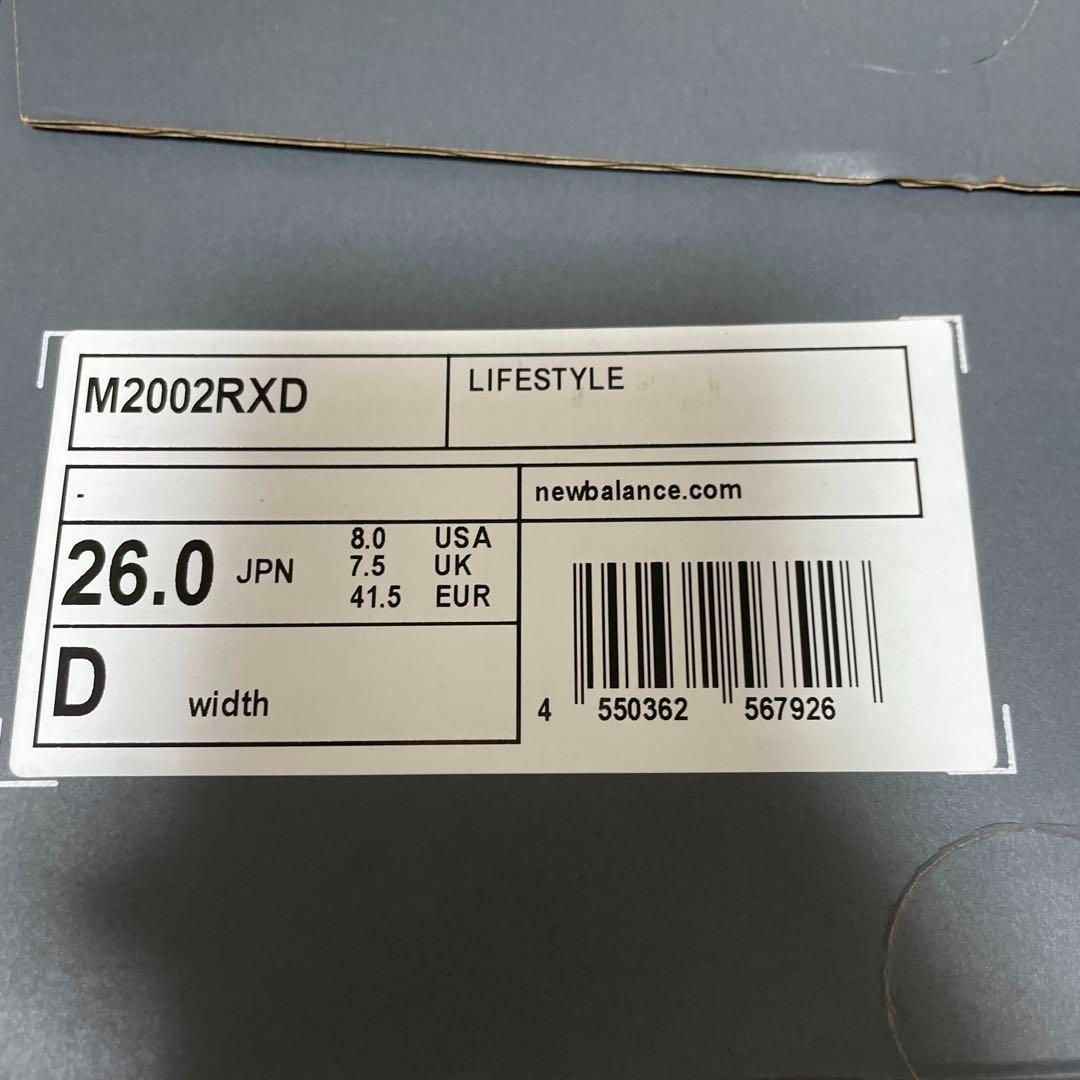 M2002RXD
LIFESTYLE
-
newbalance.com
26.0 JPN
8.0 USA
7.5 UK
41.5 EUR
D width
4 550362 567926